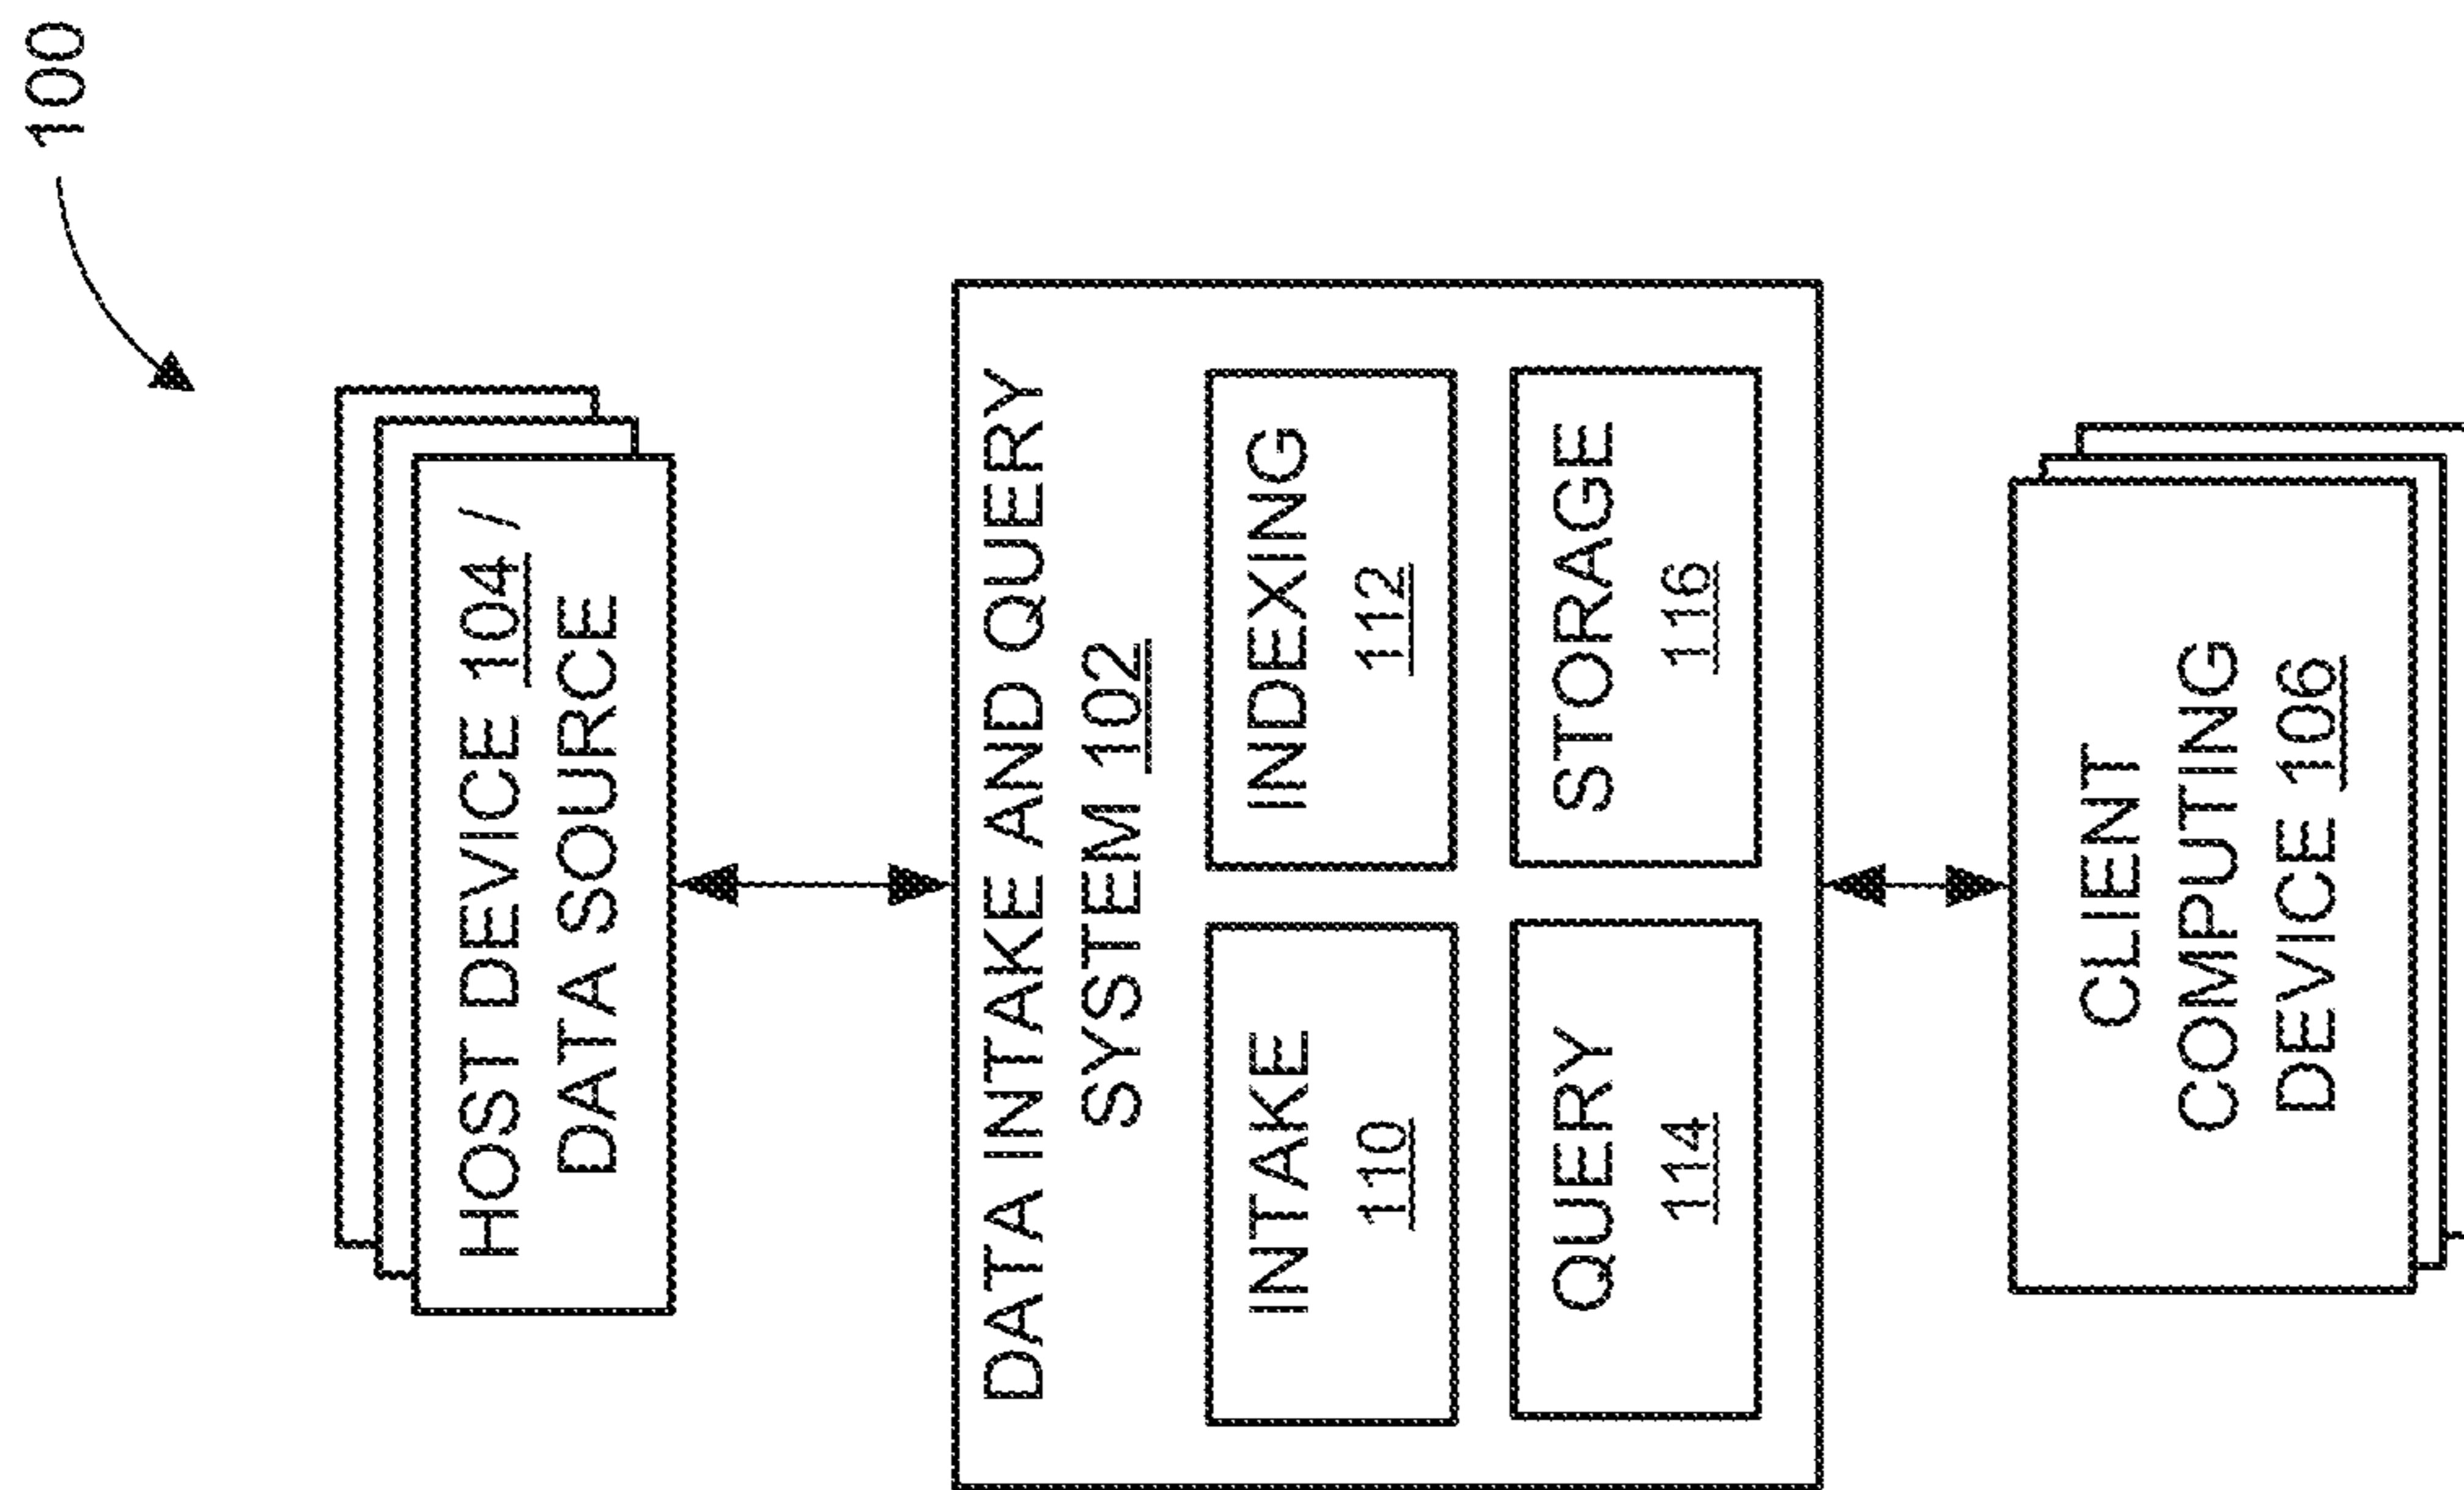 100
HOST DEVICE 104 /
DATA SOURCE
DATA INTAKE AND QUERY
SYSTEM 102
INTAKE
110
INDEXING
112
QUERY
114
STORAGE
116
CLIENT
COMPUTING
DEVICE 106